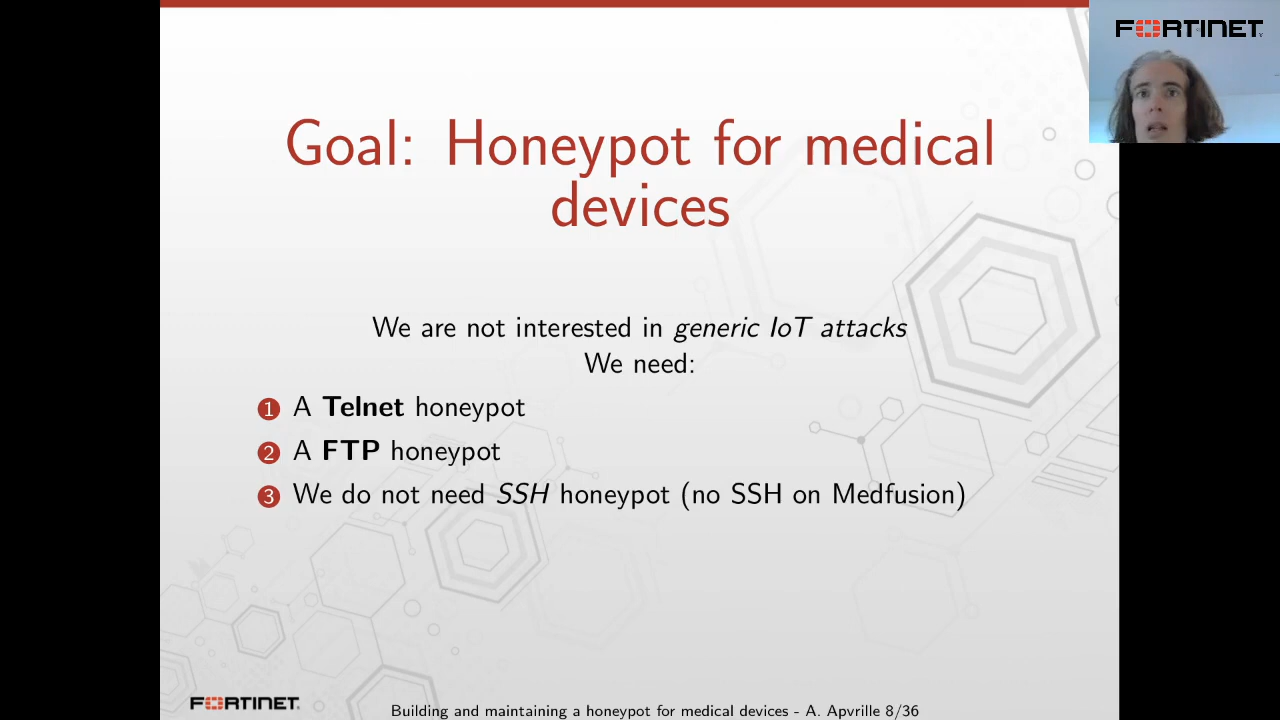 FORTINET
Goal: Honeypot for medical
devices
We are not interested in generic IoT attacks
We need:
1 A Telnet honeypot
2 A FTP honeypot
3 We do not need SSH honeypot (no SSH on Medfusion)
FORTINET
Building and maintaining a honeypot for medical devices - A. Apvrille 8/36